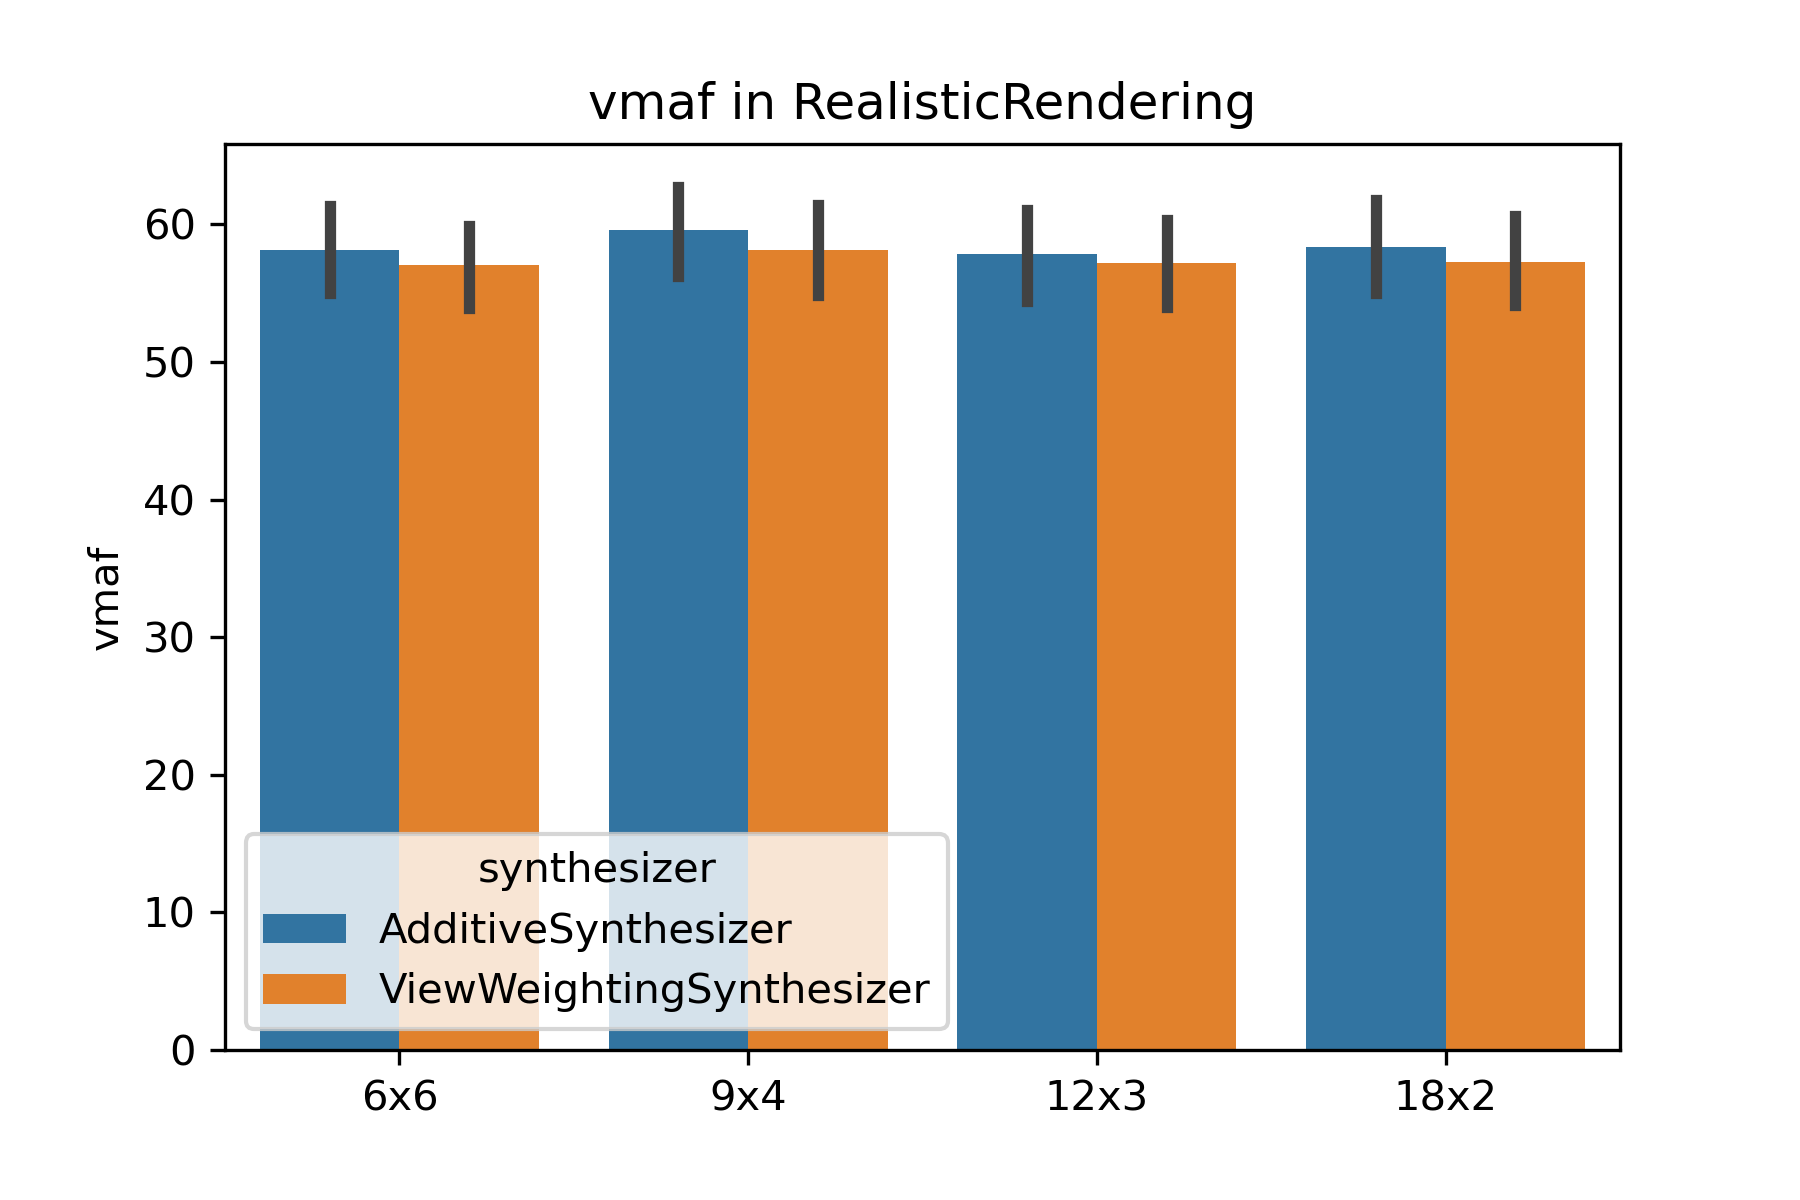 vmaf in RealisticRendering
60
50
40
30
20
10
0
vmaf
synthesizer
AdditiveSynthesizer
ViewWeightingSynthesizer
6x6
9x4
12x3
18x2